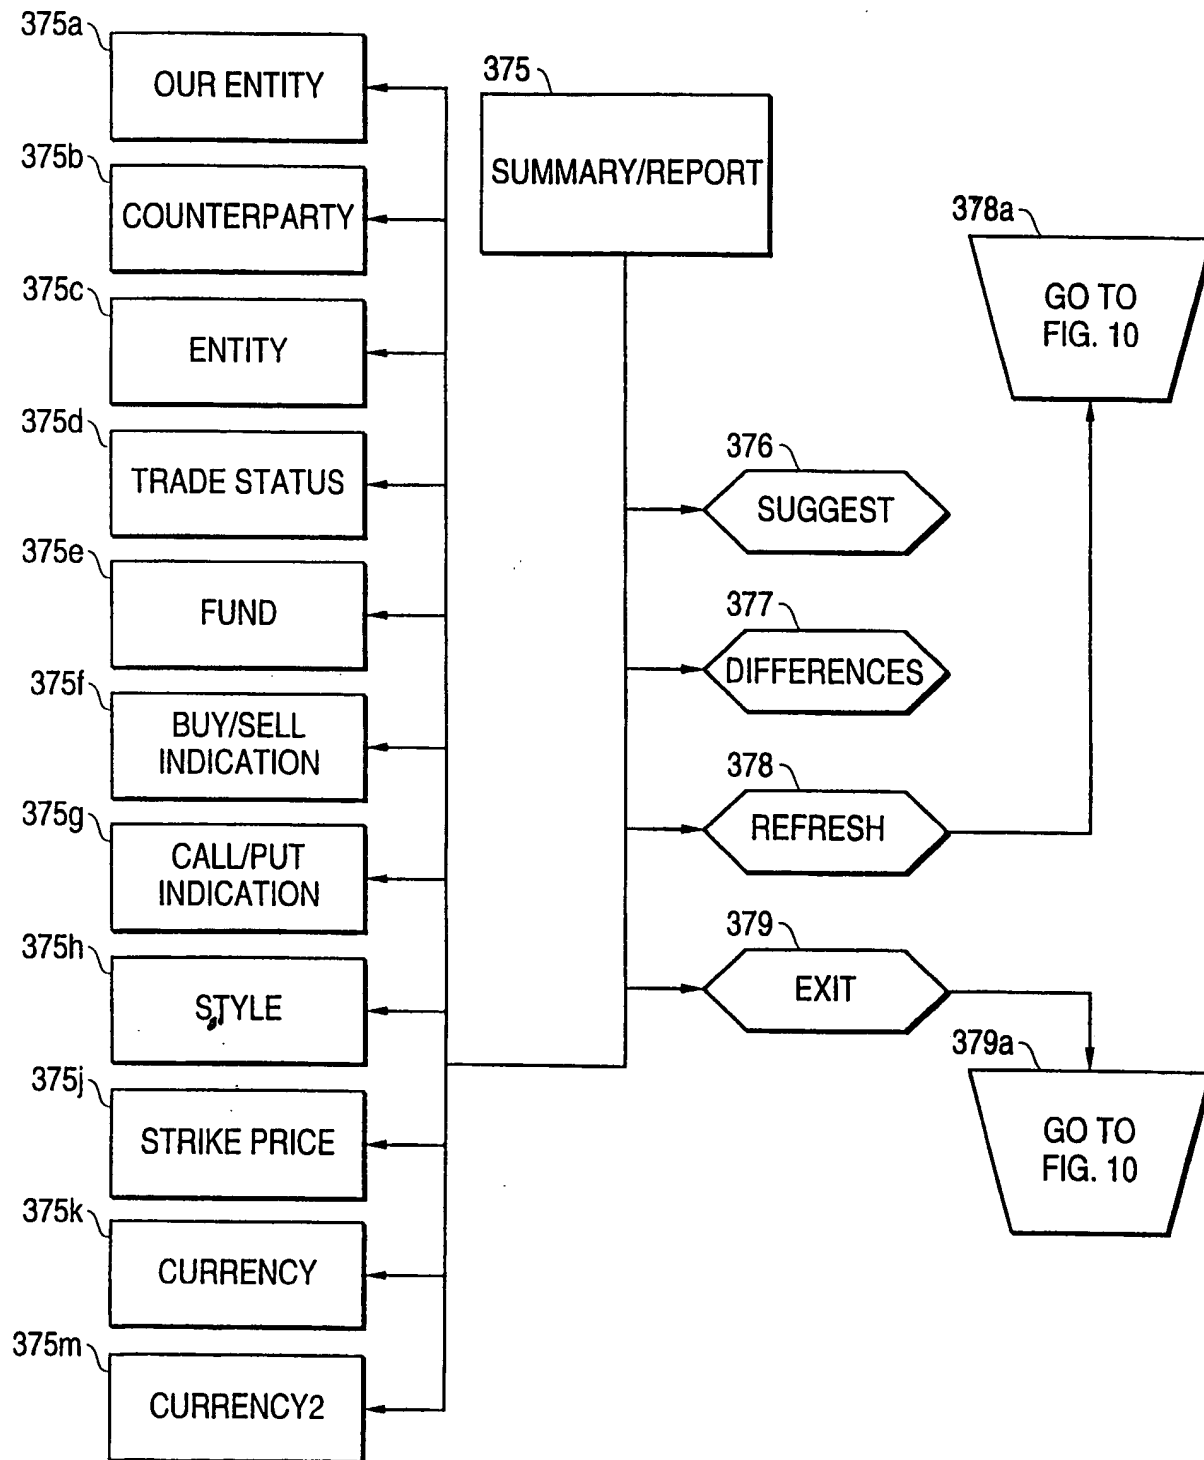 375a
OUR ENTITY
375b
COUNTERPARTY
375c
ENTITY
375d
TRADE STATUS
375e
FUND
375f
BUY/SELL
INDICATION
375g
CALL/PUT
INDICATION
375h
STYLE
375j
STRIKE PRICE
375k
CURRENCY
375m
CURRENCY2
375
SUMMARY/REPORT
376
SUGGEST
377
DIFFERENCES
378
REFRESH
379
EXIT
378a
GO TO
FIG. 10
379a
GO TO
FIG. 10